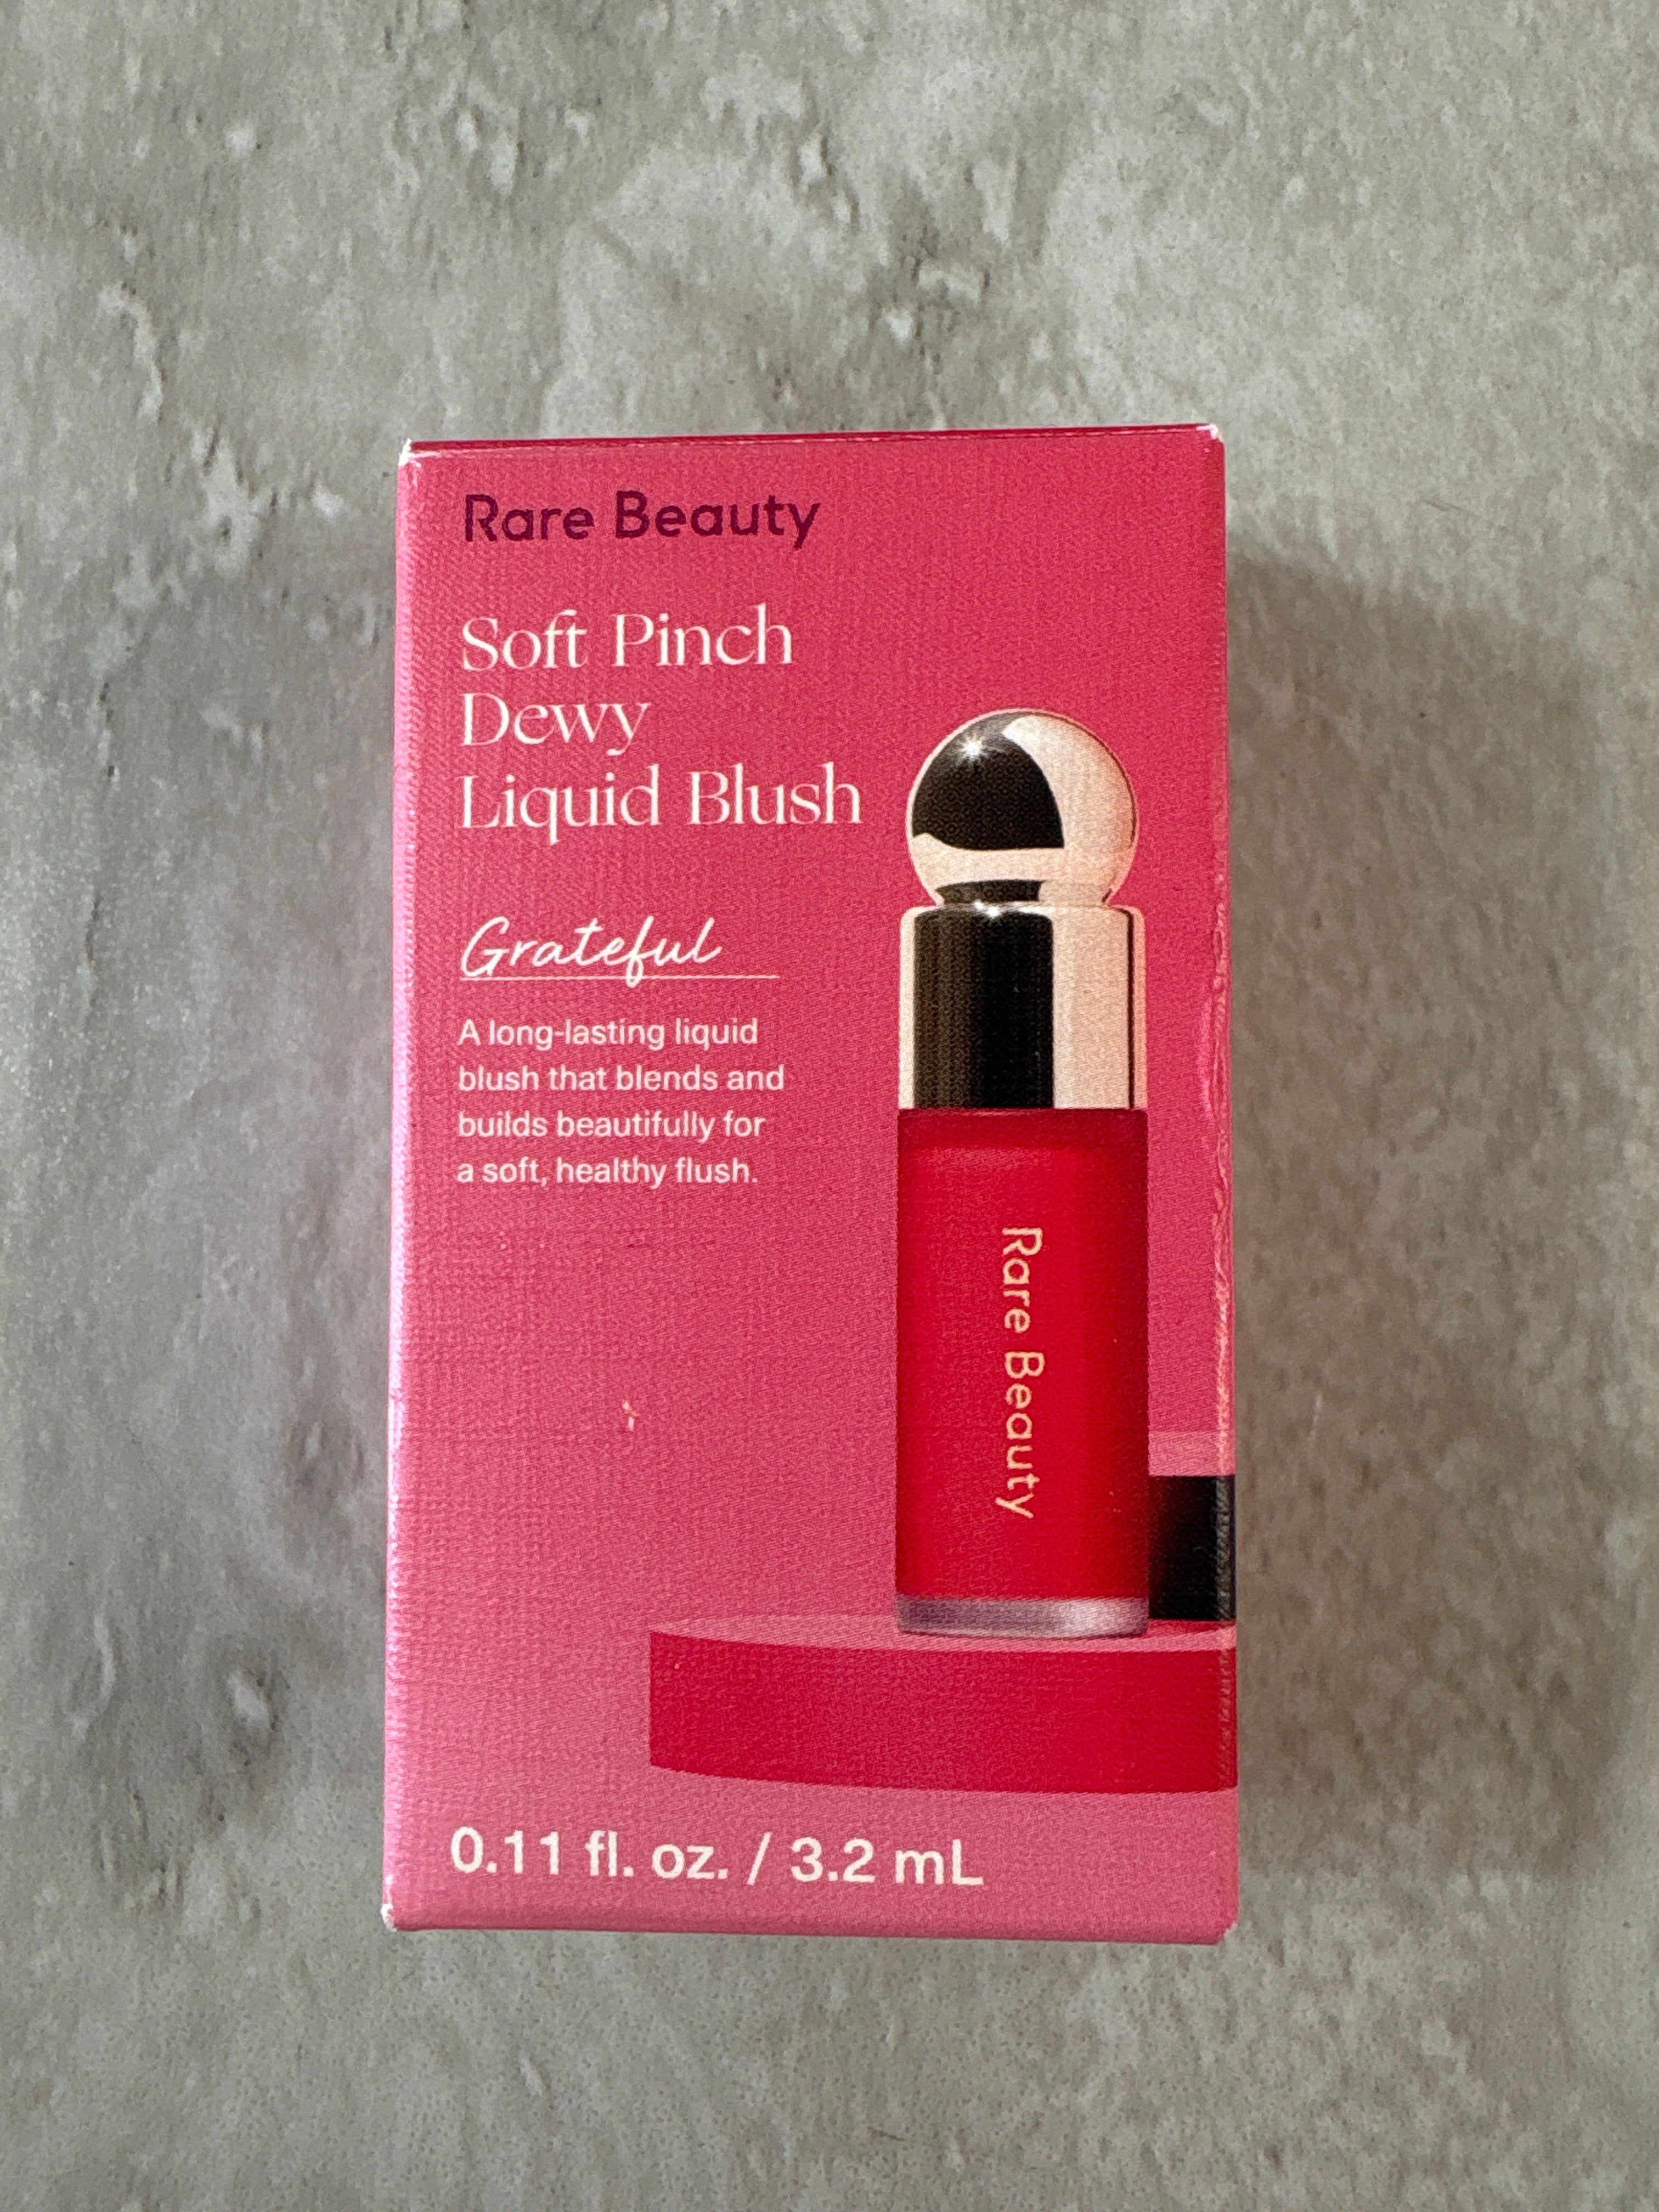 Rare Beauty
Soft Pinch
Dewy
Liquid Blush
Grateful
A long-lasting liquid
blush that blends and
builds beautifully for
a soft, healthy flush.
Rare Beauty
0.11 fl. oz. / 3.2 mL